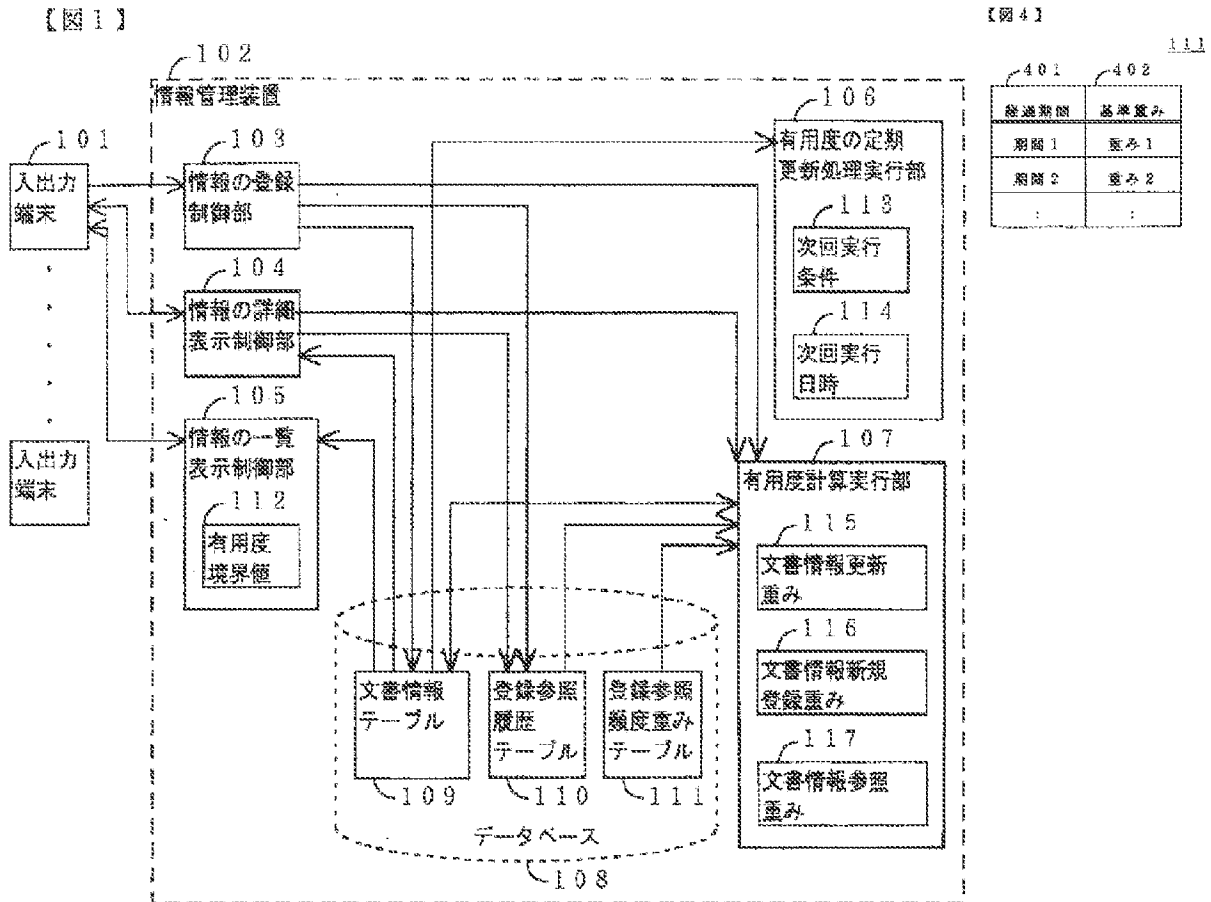 【図1】
102
情報管理装置
101
入出力
端末
入出力
端末
103
情報の登録
制御部
104
情報の詳細
表示制御部
105
情報の一覧
表示制御部
112
有用度
境界値
106
有用度の定期
更新処理実行部
113
次回実行
条件
114
次回実行
日時
107
有用度計算実行部
115
文書情報更新
重み
116
文書情報新規
登録重み
117
文書情報参照
重み
文書情報
テーブル
109
登録参照
履歴
テーブル
110
登録参照
頻度重み
テーブル
111
データベース
108
【図4】
111
401
402
経過期間 基準重み
期間1 重み1
期間2 重み2
: :